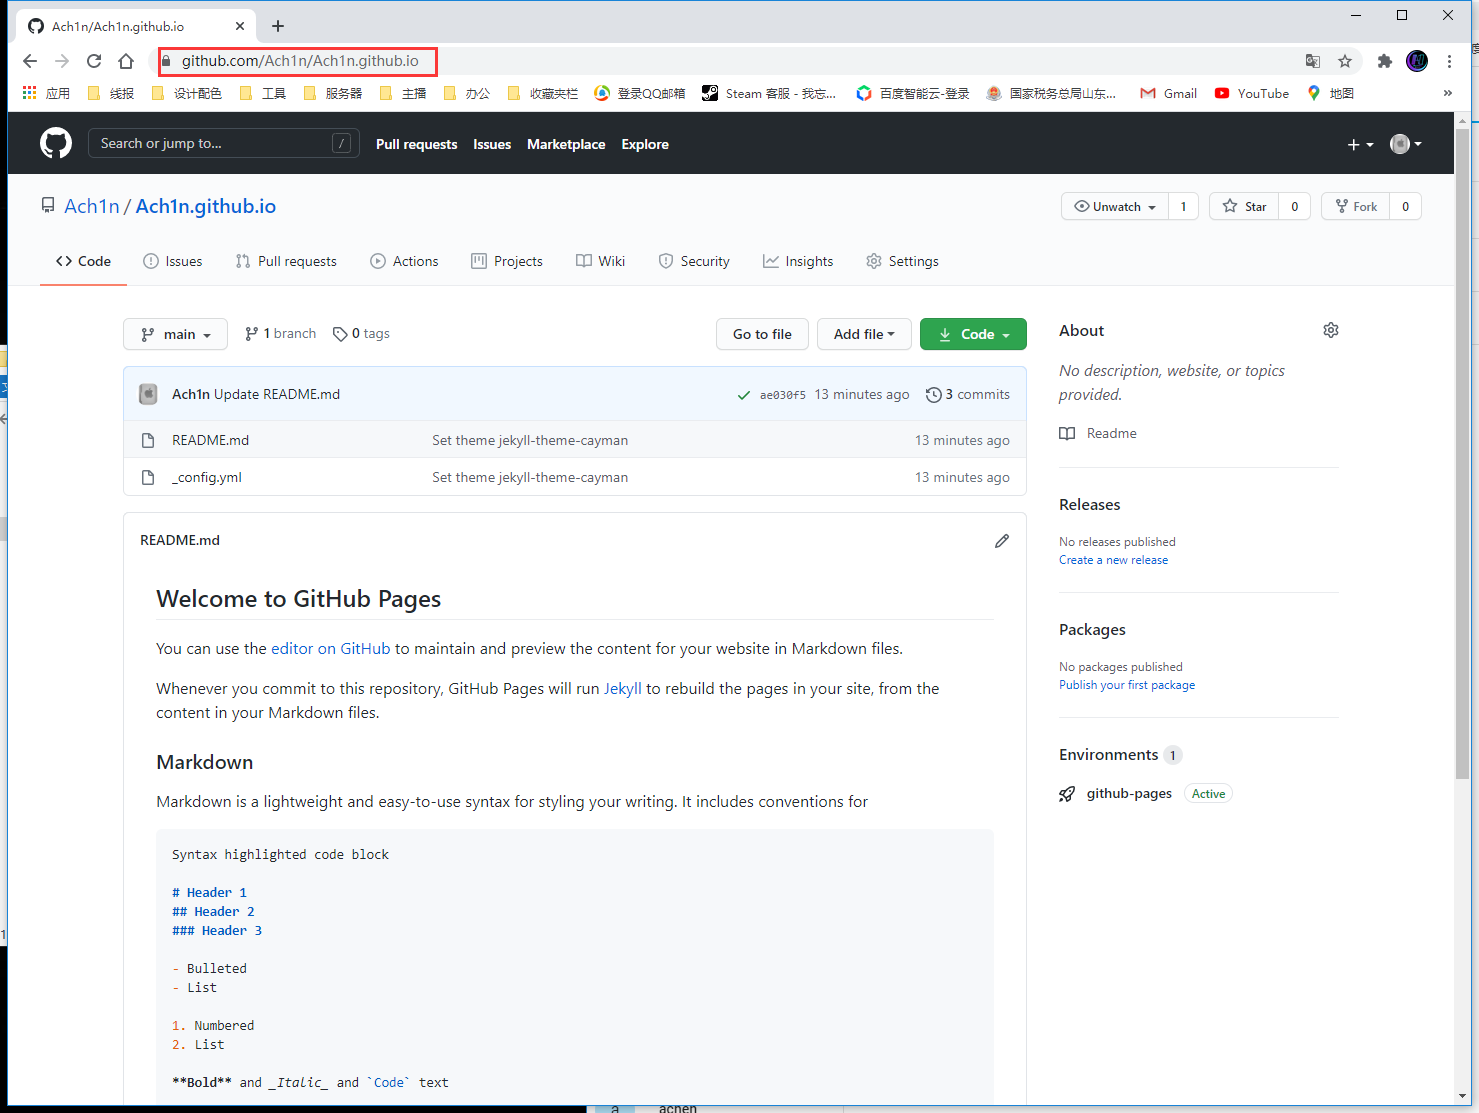 Ach1n/Ach1n.github.io
github.com/Ach1n/Ach1n.github.io
应用 线报 设计配色 工具 服务器 主播 办公 收藏夹栏 登录QQ邮箱 Steam 客服 - 我忘... 百度智能云-登录 国家税务总局山东... Gmail YouTube 地图 »
Search or jump to... / Pull requests Issues Marketplace Explore
Ach1n / Ach1n.github.io Unwatch 1 Star 0 Fork 0
Code Issues Pull requests Actions Projects Wiki Security Insights Settings
main 1 branch 0 tags Go to file Add file Code
Ach1n Update README.md ae030f5 13 minutes ago 3 commits
README.md Set theme jekyll-theme-cayman 13 minutes ago
_config.yml Set theme jekyll-theme-cayman 13 minutes ago
README.md
Welcome to GitHub Pages
You can use the editor on GitHub to maintain and preview the content for your website in Markdown files.
Whenever you commit to this repository, GitHub Pages will run Jekyll to rebuild the pages in your site, from the
content in your Markdown files.
Markdown
Markdown is a lightweight and easy-to-use syntax for styling your writing. It includes conventions for
Syntax highlighted code block
# Header 1
## Header 2
### Header 3
- Bulleted
- List
1. Numbered
2. List
**Bold** and _Italic_ and `Code` text
About
No description, website, or topics
provided.
Readme
Releases
No releases published
Create a new release
Packages
No packages published
Publish your first package
Environments 1
github-pages Active
a achen